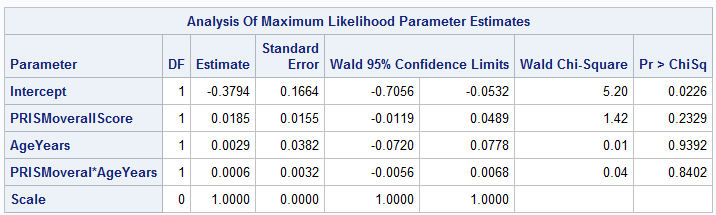 Analysis Of Maximum Likelihood Parameter Estimates
Parameter DF Estimate Standard Error Wald 95% Confidence Limits Wald Chi-Square Pr > ChiSq
Intercept 1 -0.3794 0.1664 -0.7056 -0.0532 5.20 0.0226
PRISMoverallScore 1 0.0185 0.0155 -0.0119 0.0489 1.42 0.2329
AgeYears 1 0.0029 0.0382 -0.0720 0.0778 0.01 0.9392
PRISMoveral*AgeYears 1 0.0006 0.0032 -0.0056 0.0068 0.04 0.8402
Scale 0 1.0000 0.0000 1.0000 1.0000